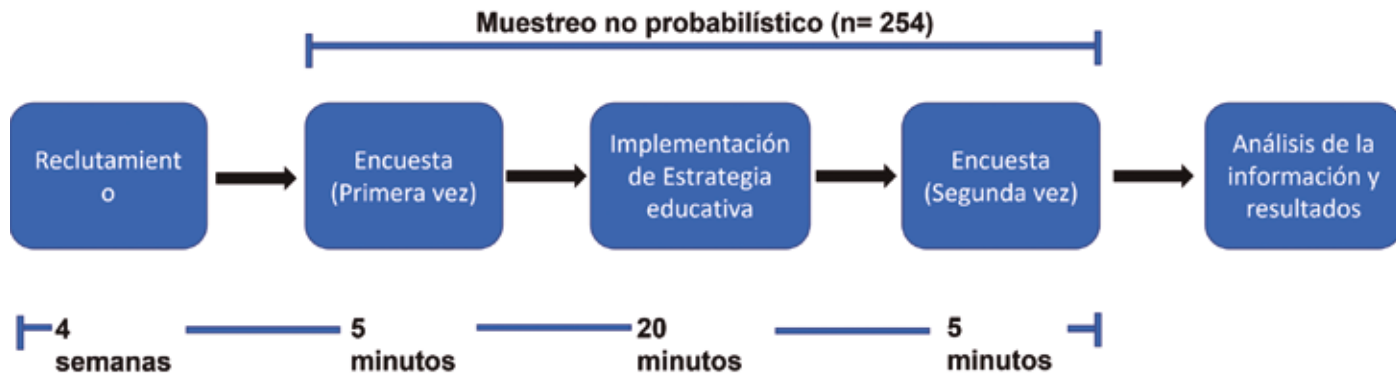 Muestreo no probabilístico (n= 254)
Reclutamient
o
Encuesta
(Primera vez)
Implementación
de Estrategia
educativa
Encuesta
(Segunda vez)
Análisis de la
información y
resultados
4
semanas
5
minutos
20
minutos
5
minutos